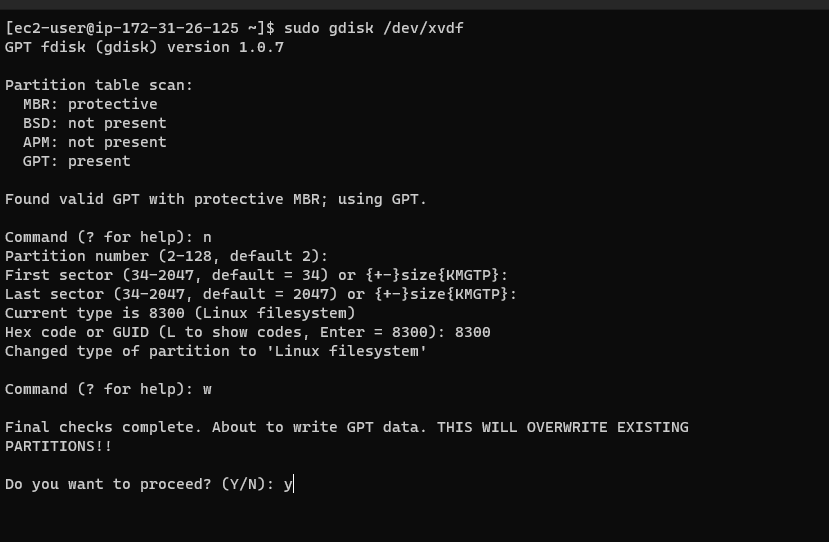 [ec2-user@ip-172-31-26-125 ~]$ sudo gdisk /dev/xvdf
GPT fdisk (gdisk) version 1.0.7
Partition table scan:
MBR: protective
BSD: not present
APM: not present
GPT: present
Found valid GPT with protective MBR; using GPT.
Command (? for help): n
Partition number (2-128, default 2):
First sector (34-2047, default = 34) or {+-}size{KMGTP}:
Last sector (34-2047, default = 2047) or {+-}size{KMGTP}:
Current type is 8300 (Linux filesystem)
Hex code or GUID (L to show codes, Enter = 8300): 8300
Changed type of partition to 'Linux filesystem'
Command (? for help): w
Final checks complete. About to write GPT data. THIS WILL OVERWRITE EXISTING
PARTITIONS!!
Do you want to proceed? (Y/N): y